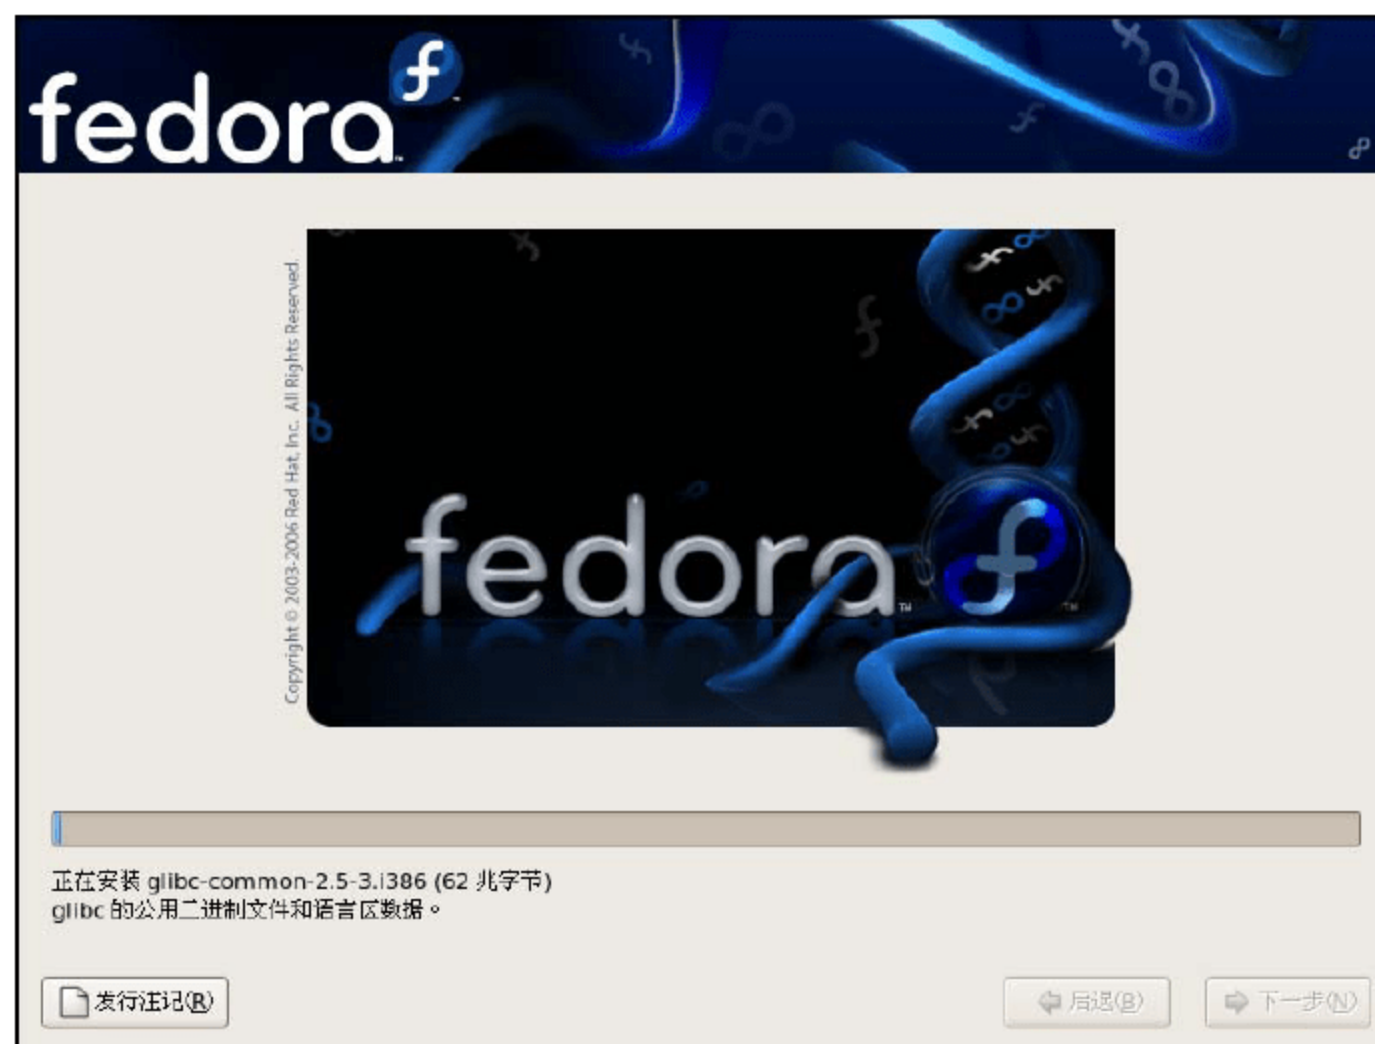 fedora
Copyright © 2003-2006 Red Hat, Inc. All Rights Reserved.
fedora™
正在安装 glibc-common-2.5-3.i386 (62 兆字节)
glibc 的公用二进制文件和语言区数据。
发行注记(R)
后退(B)
下一步(N)